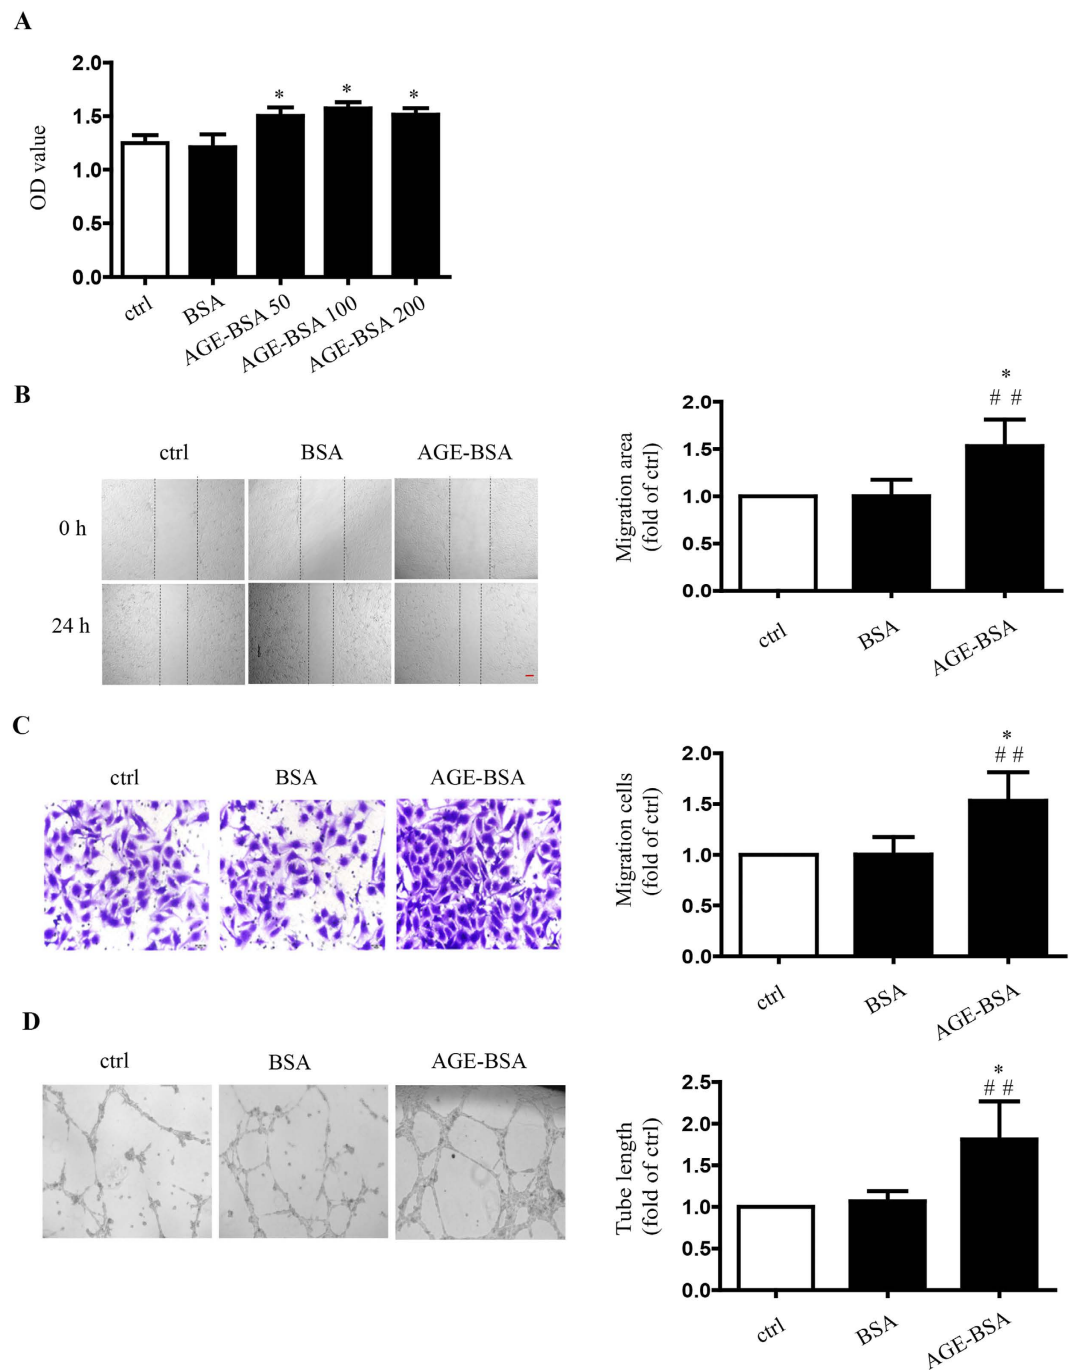 A
2.0
1.5
1.0
0.5
0.0
OD value
* * *
ctrl BSA AGE-BSA 50 AGE-BSA 100 AGE-BSA 200
B
ctrl BSA AGE-BSA
0 h
24 h
Migration area
(fold of ctrl)
2.0
1.5
1.0
0.5
0.0
*
# #
ctrl BSA AGE-BSA
C
ctrl BSA AGE-BSA
Migration cells
(fold of ctrl)
2.0
1.5
1.0
0.5
0.0
*
# #
ctrl BSA AGE-BSA
D
ctrl BSA AGE-BSA
Tube length
(fold of ctrl)
2.5
2.0
1.5
1.0
0.5
0.0
*
# #
ctrl BSA AGE-BSA